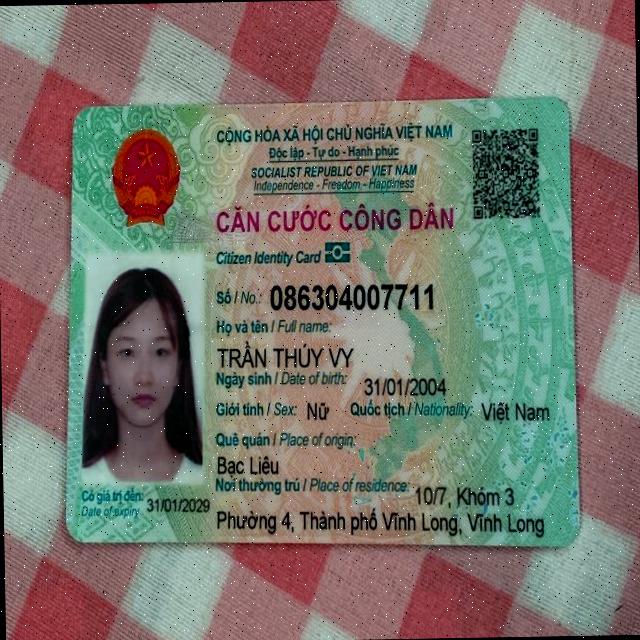 CỘNG HÒA XÃ HỘI CHỦ NGHĨA VIỆT NAM
Độc lập - Tự do - Hạnh phúc
SOCIALIST REPUBLIC OF VIET NAM
Independence - Freedom - Happiness
CĂN CƯỚC CÔNG DÂN
Citizen Identity Card
Số / No.: 086304007711
Họ và tên / Full name:
TRẦN THÚY VY
Ngày sinh / Date of birth: 31/01/2004
Giới tính / Sex: Nữ Quốc tịch / Nationality: Việt Nam
Quê quán / Place of origin:
Bạc Liêu
Nơi thường trú / Place of residence: 10/7, Khóm 3
Phường 4, Thành phố Vĩnh Long, Vĩnh Long
Có giá trị đến: 31/01/2029
Date of expiry